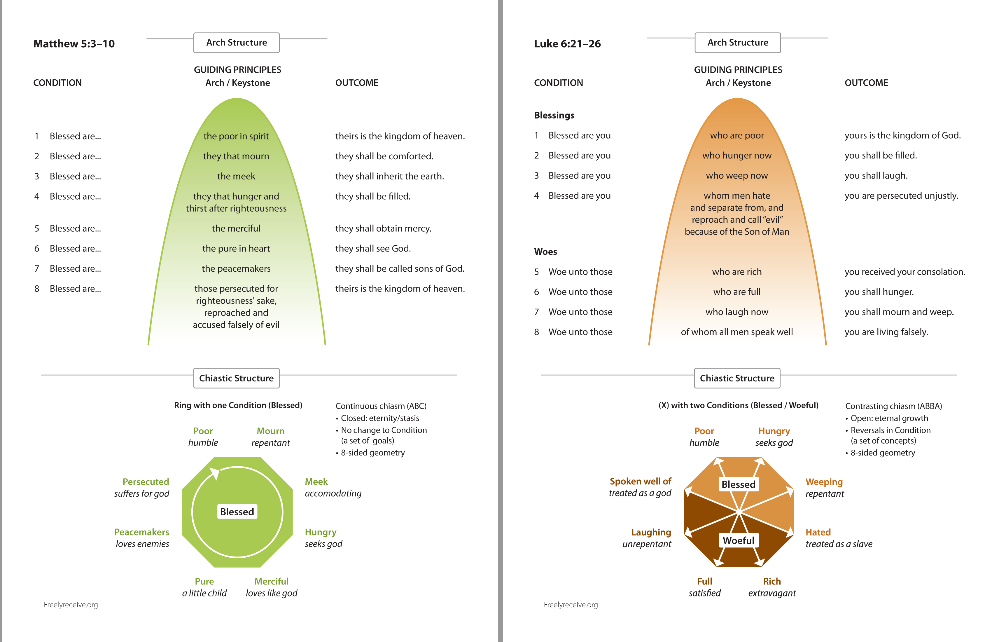 Matthew 5:3–10
Arch Structure
GUIDING PRINCIPLES
CONDITION
Arch / Keystone
OUTCOME
1 Blessed are... the poor in spirit theirs is the kingdom of heaven.
2 Blessed are... they that mourn they shall be comforted.
3 Blessed are... the meek they shall inherit the earth.
4 Blessed are... they that hunger and they shall be filled.
thirst after righteousness
5 Blessed are... the merciful they shall obtain mercy.
6 Blessed are... the pure in heart they shall see God.
7 Blessed are... the peacemakers they shall be called sons of God.
8 Blessed are... those persecuted for theirs is the kingdom of heaven.
righteousness' sake,
reproached and
accused falsely of evil
Chiastic Structure
Ring with one Condition (Blessed)
Continuous chiasm (ABC)
• Closed: eternity/stasis
• No change to Condition
(a set of goals)
• 8-sided geometry
Poor
humble
Mourn
repentant
Meek
accomodating
Hungry
seeks god
Merciful
loves like god
Pure
a little child
Peacemakers
loves enemies
Persecuted
suffers for god
Blessed
Freelyreceive.org
Luke 6:21–26
Arch Structure
GUIDING PRINCIPLES
CONDITION
Arch / Keystone
OUTCOME
Blessings
1 Blessed are you who are poor yours is the kingdom of God.
2 Blessed are you who hunger now you shall be filled.
3 Blessed are you who weep now you shall laugh.
4 Blessed are you whom men hate you are persecuted unjustly.
and separate from, and
reproach and call “evil”
because of the Son of Man
Woes
5 Woe unto those who are rich you received your consolation.
6 Woe unto those who are full you shall hunger.
7 Woe unto those who laugh now you shall mourn and weep.
8 Woe unto those of whom all men speak well you are living falsely.
Chiastic Structure
(X) with two Conditions (Blessed / Woeful)
Contrasting chiasm (ABBA)
• Open: eternal growth
• Reversals in Condition
(a set of concepts)
• 8-sided geometry
Poor
humble
Hungry
seeks god
Weeping
repentant
Hated
treated as a slave
Rich
extravagant
Full
satisfied
Laughing
unrepentant
Spoken well of
treated as a god
Blessed
Woeful
Freelyreceive.org